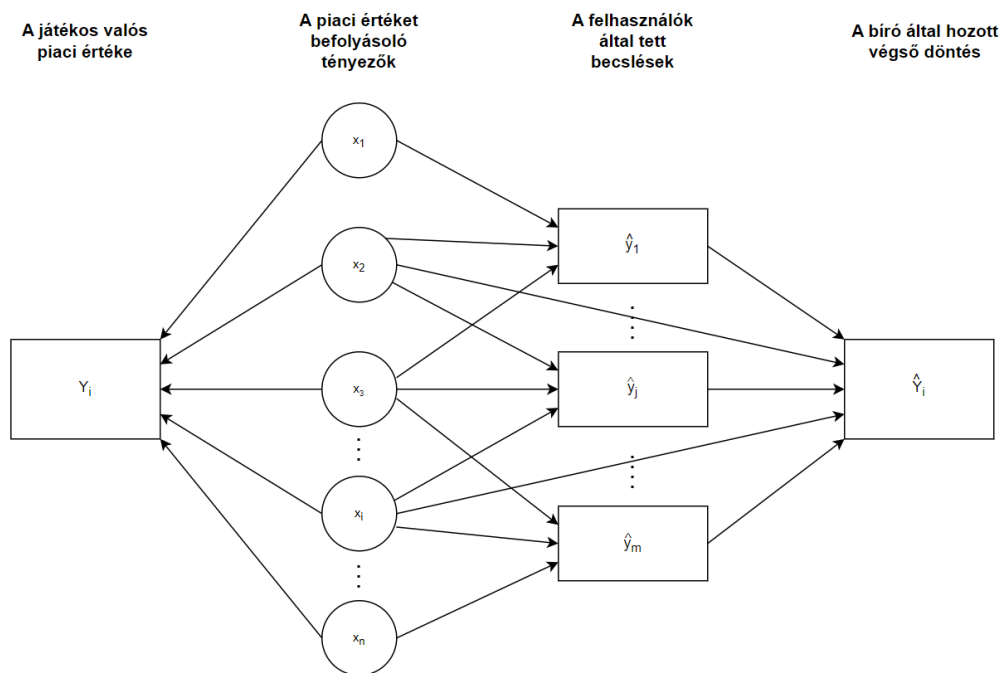 A játékos valós
piaci értéke
A piaci értéket
befolyásoló
tényezők
A felhasználók
által tett
becslések
A bíró által hozott
végső döntés
x₁
x₂
x₃
xᵢ
xₙ
Yᵢ
ŷ₁
ŷⱼ
ŷₘ
Ŷᵢ